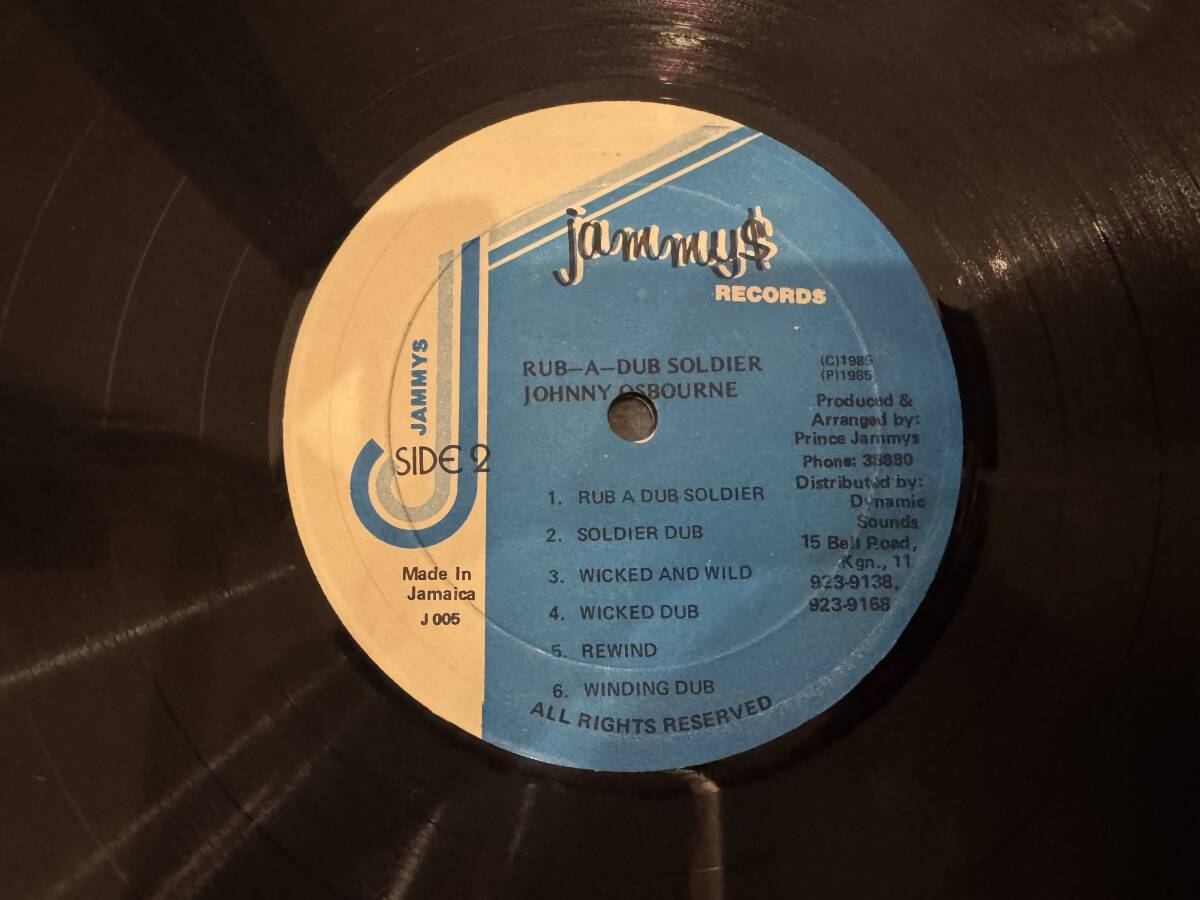 jammy$
RECORDS
JAMMYS
SIDE 2
Made In
Jamaica
J 005
RUB-A-DUB SOLDIER
JOHNNY OSBOURNE
(C)1985
(P)1985
Produced &
Arranged by:
Prince Jammys
Phone: 38880
Distributed by:
Dynamic
Sounds
15 Bell Road,
Kgn., 11
923-9138,
923-9168
1. RUB A DUB SOLDIER
2. SOLDIER DUB
3. WICKED AND WILD
4. WICKED DUB
5. REWIND
6. WINDING DUB
ALL RIGHTS RESERVED